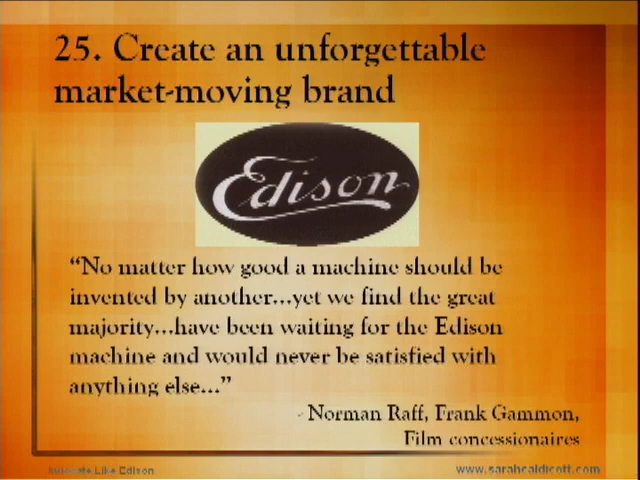 25. Create an unforgettable
market-moving brand
Edison
“No matter how good a machine should be
invented by another...yet we find the great
majority...have been waiting for the Edison
machine and would never be satisfied with
anything else...”
- Norman Raff, Frank Gammon,
Film concessionaires
Innovate Like Edison
www.sarahcaldicott.com